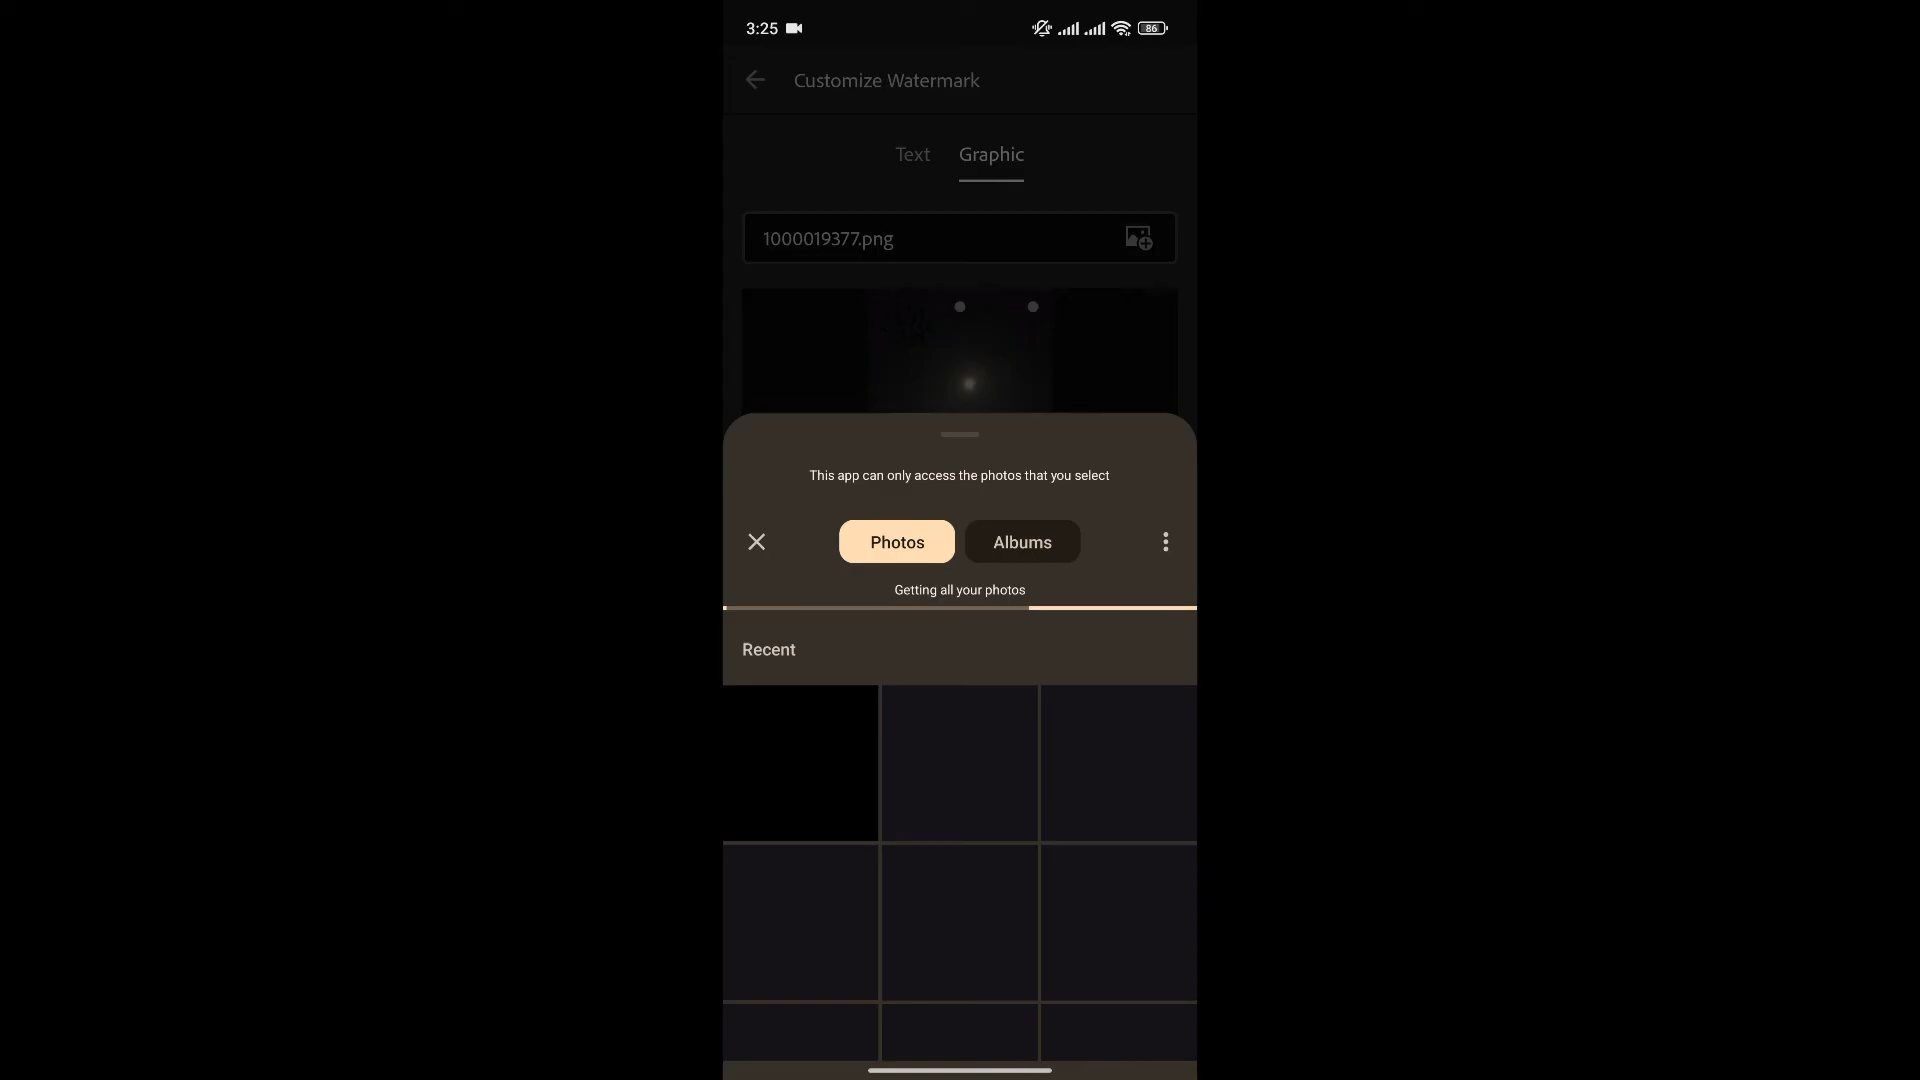 3:25
86
Customize Watermark
Text Graphic
1000019377.png
This app can only access the photos that you select
Photos Albums
Getting all your photos
Recent